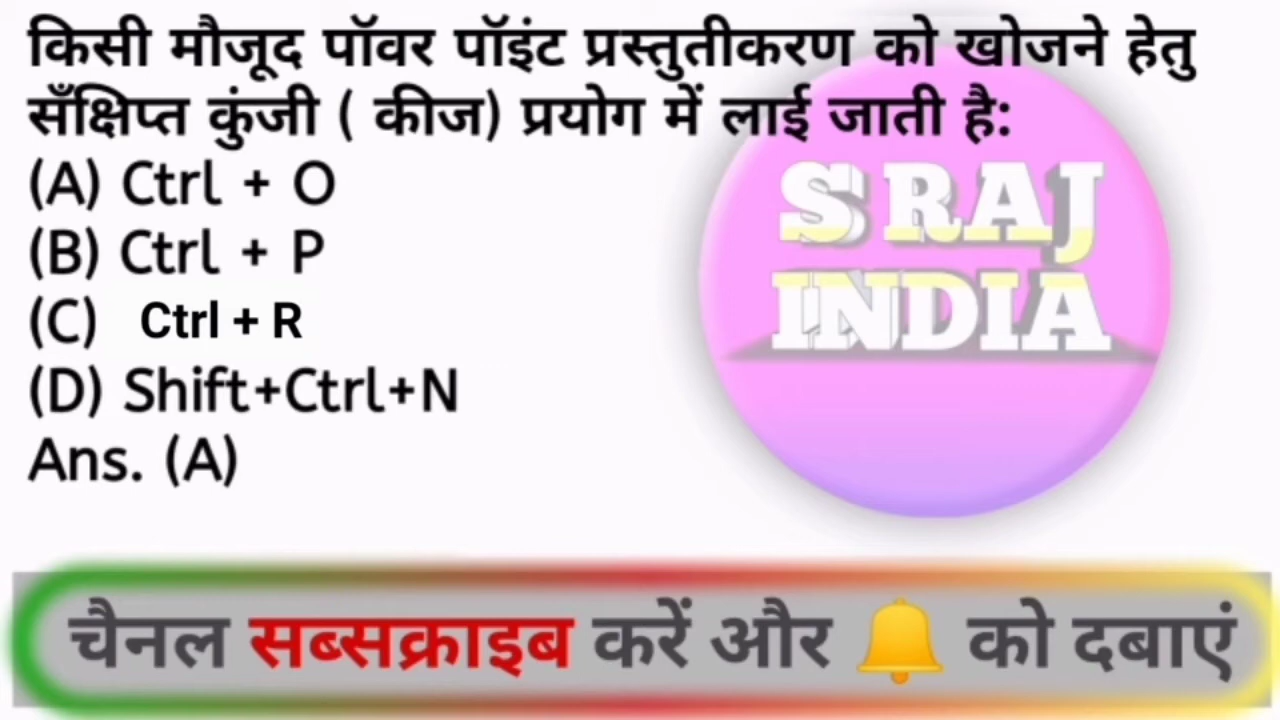 किसी मौजूद पॉवर पॉइंट प्रस्तुतीकरण को खोजने हेतु
सँक्षिप्त कुंजी ( कीज) प्रयोग में लाई जाती है:
(A) Ctrl + O
(B) Ctrl + P
(C) Ctrl + R
(D) Shift+Ctrl+N
Ans. (A)
S RAJ
INDIA
चैनल सब्सक्राइब करें और 🔔 को दबाएं